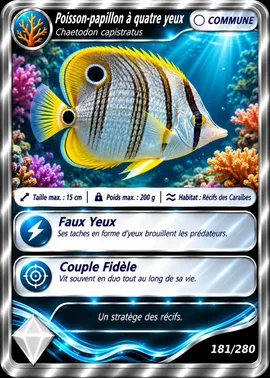 Poisson-papillon à quatre yeux
COMMUNE
Chaetodon capistratus
Taille max. : 15 cm
Poids max. : 200 g
Habitat : Récifs des Caraïbes
Faux Yeux
Ses taches en forme d'yeux brouillent les prédateurs.
Couple Fidèle
Vit souvent en duo tout au long de sa vie.
Un stratège des récifs.
181/280